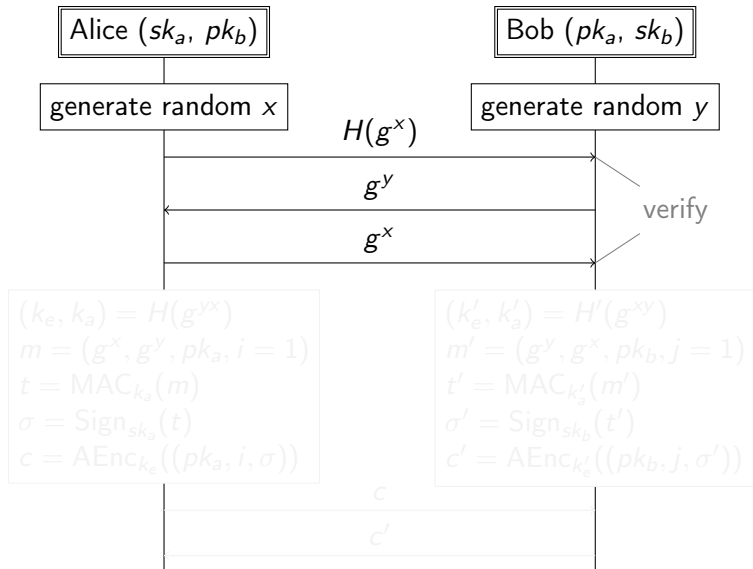 Alice (sk_a, pk_b)
Bob (pk_a, sk_b)
generate random x
generate random y
H(g^x)
g^y
verify
g^x
(k_e, k_a) = H(g^{yx})
m = (g^x, g^y, pk_a, i = 1)
t = MAC_{k_a}(m)
σ = Sign_{sk_a}(t)
c = AEnc_{k_e}((pk_a, i, σ))
(k'_e, k'_a) = H'(g^{xy})
m' = (g^y, g^x, pk_b, j = 1)
t' = MAC_{k'_a}(m')
σ' = Sign_{sk_b}(t')
c' = AEnc_{k'_e}((pk_b, j, σ'))
c
c'